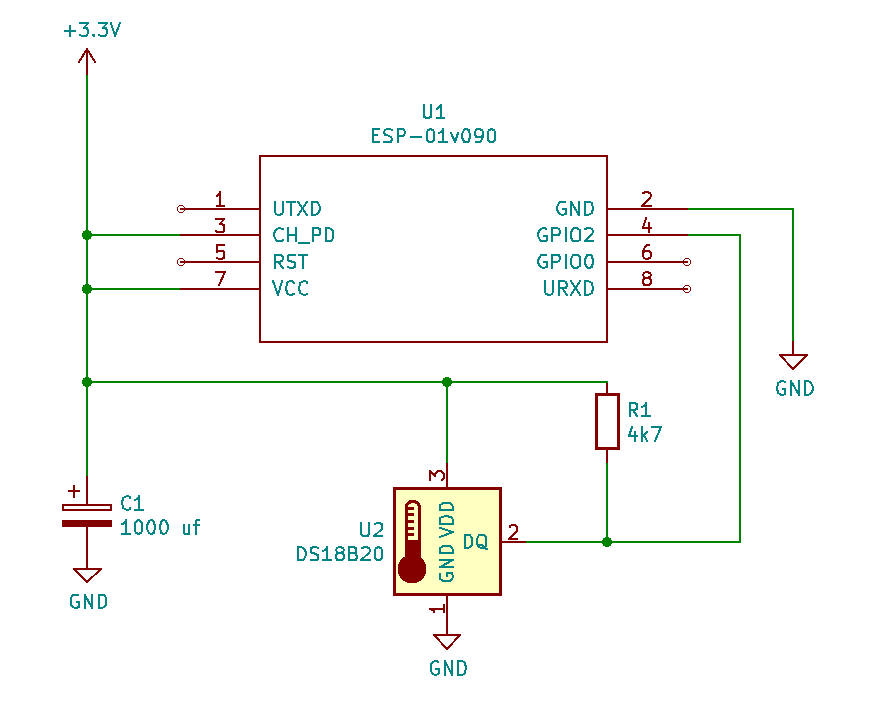 +3.3V
U1
ESP-01v090
1 UTXD GND 2
3 CH_PD GPIO2 4
5 RST GPIO0 6
7 VCC URXD 8
GND
R1
4k7
+
C1
1000 uf
GND
3
U2
DS18B20
VDD
GND
DQ 2
1
GND